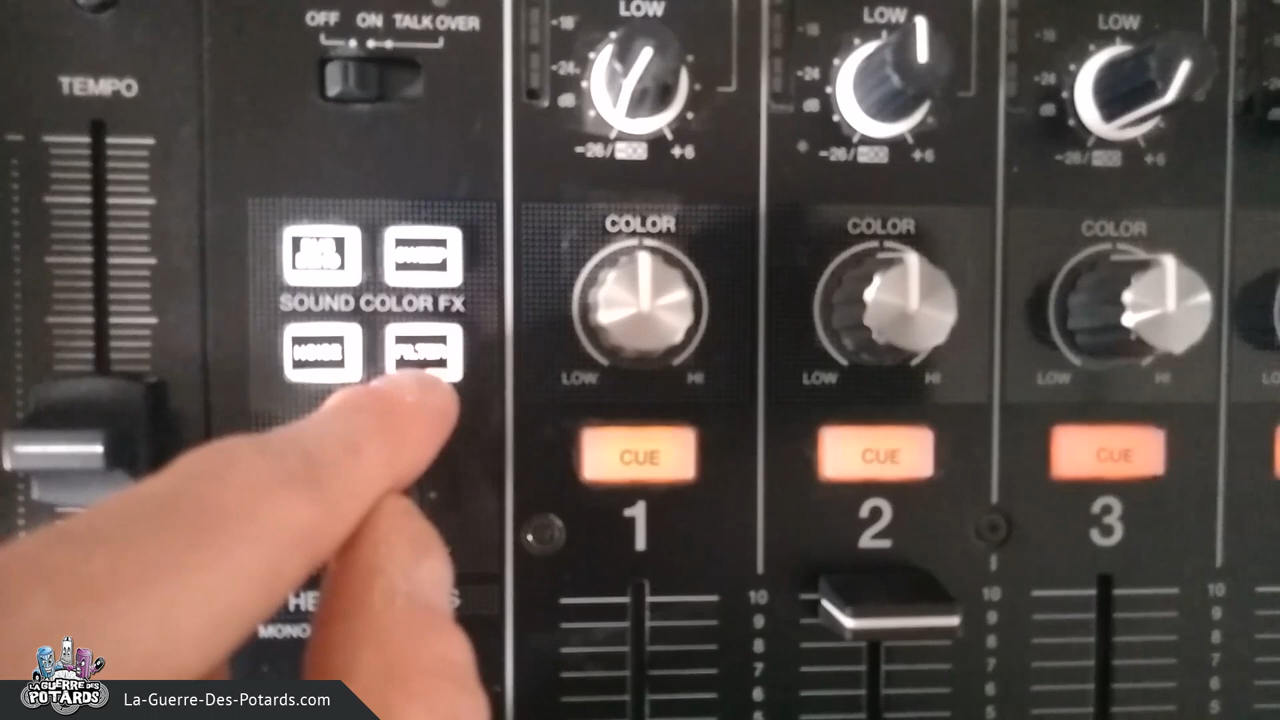 OFF ON TALK OVER
LOW
LOW
LOW
TEMPO
-18
-24
dB
-18
-24
dB
-18
-24
dB
-26/-∞ +6
-26/-∞ +6
-26/-∞ +6
COLOR
COLOR
COLOR
SWEEP
SOUND COLOR FX
NOISE FILTER
LOW HI
LOW HI
LOW HI
CUE
CUE
CUE
1
2
3
10
9
8
7
6
5
10
9
8
7
6
5
10
9
8
7
6
5
MONO
LA GUERRE DES
POTARDS
La-Guerre-Des-Potards.com